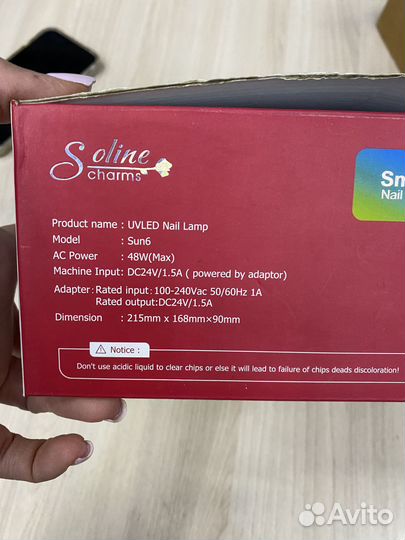 Soline
charms
Sm
Nail
Product name : UVLED Nail Lamp
Model : Sun6
AC Power : 48W(Max)
Machine Input: DC24V/1.5A ( powered by adaptor)
Adapter: Rated input: 100-240Vac 50/60Hz 1A
Rated output:DC24V/1.5A
Dimension : 215mm x 168mm×90mm
Notice :
Don't use acidic liquid to clear chips or else it will lead to failure of chips deads discoloration!
Avito